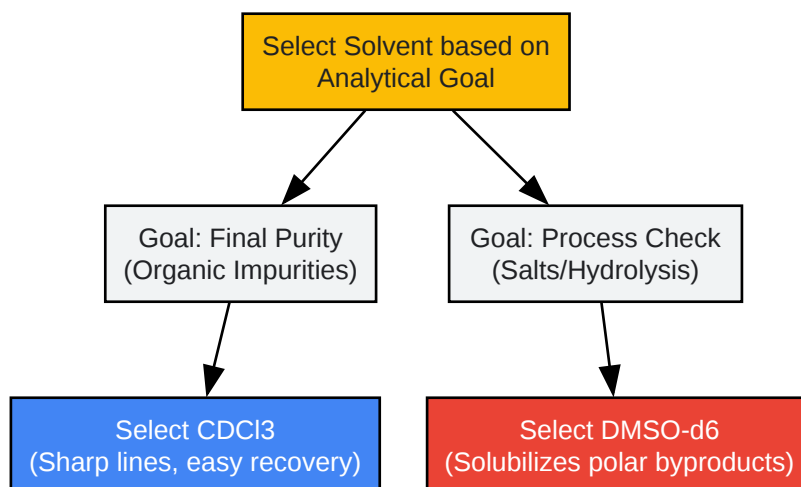 Select Solvent based on
Analytical Goal
Goal: Final Purity
(Organic Impurities)
Goal: Process Check
(Salts/Hydrolysis)
Select CDCl3
(Sharp lines, easy recovery)
Select DMSO-d6
(Solubilizes polar byproducts)